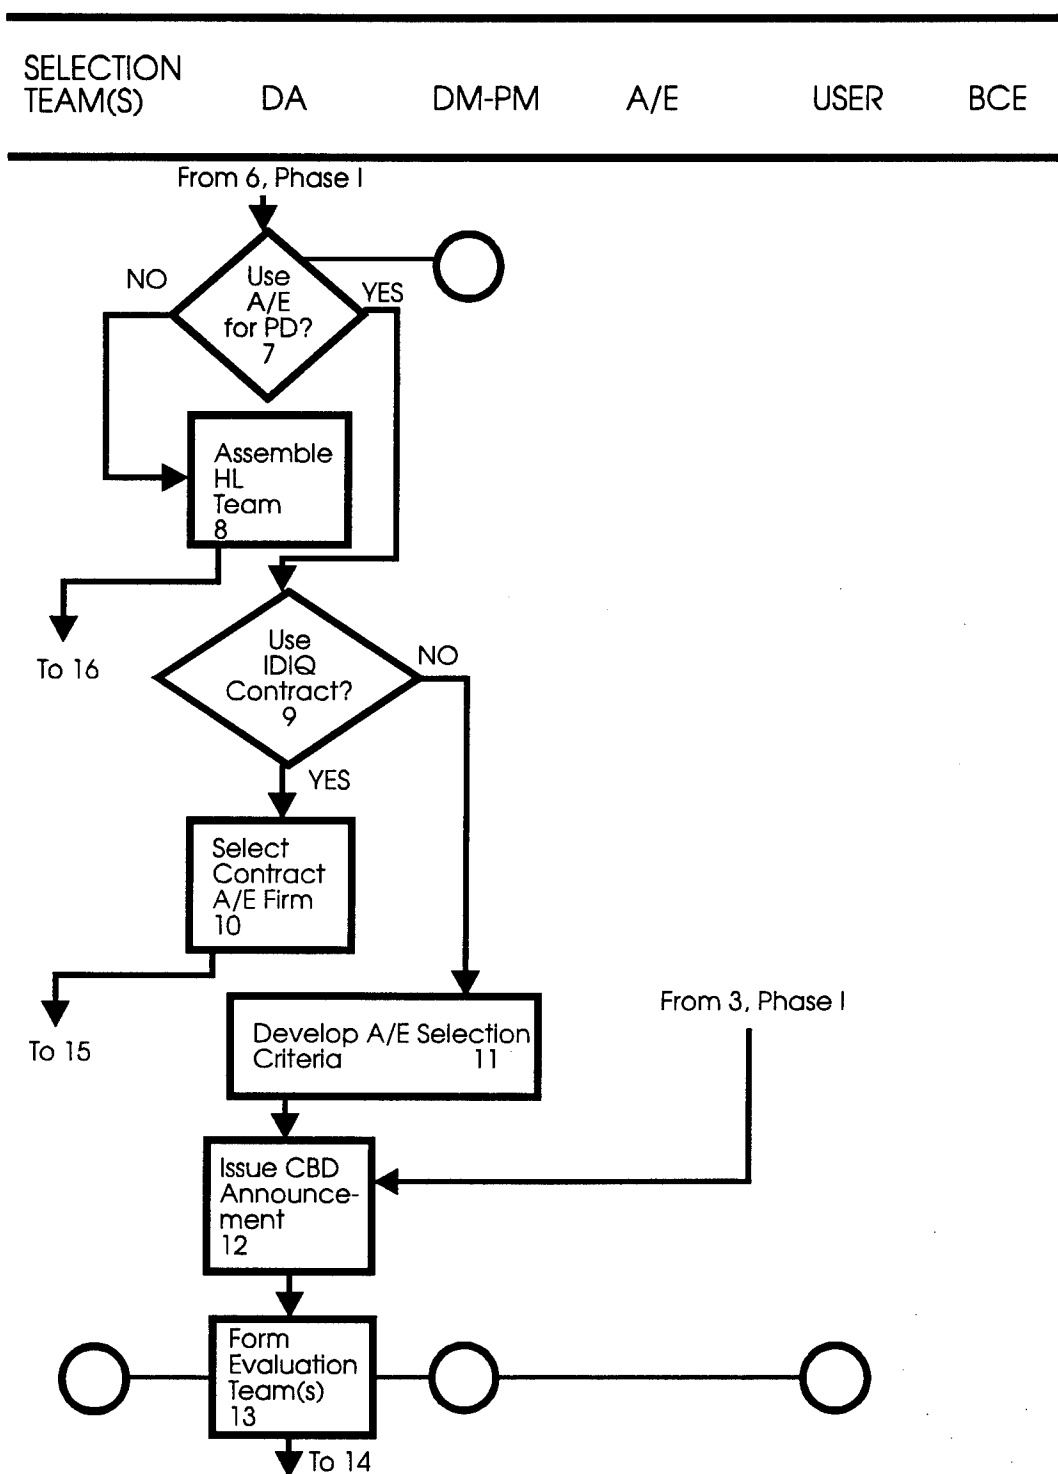 SELECTION
TEAM(S) DA DM-PM A/E USER BCE
From 6, Phase I
NO
Use
A/E
for PD?
7
YES
Assemble
HL
Team
8
To 16
Use
IDIQ
Contract?
9
NO
YES
Select
Contract
A/E Firm
10
To 15
From 3, Phase I
Develop A/E Selection
Criteria 11
Issue CBD
Announce-
ment
12
Form
Evaluation
Team(s)
13
To 14